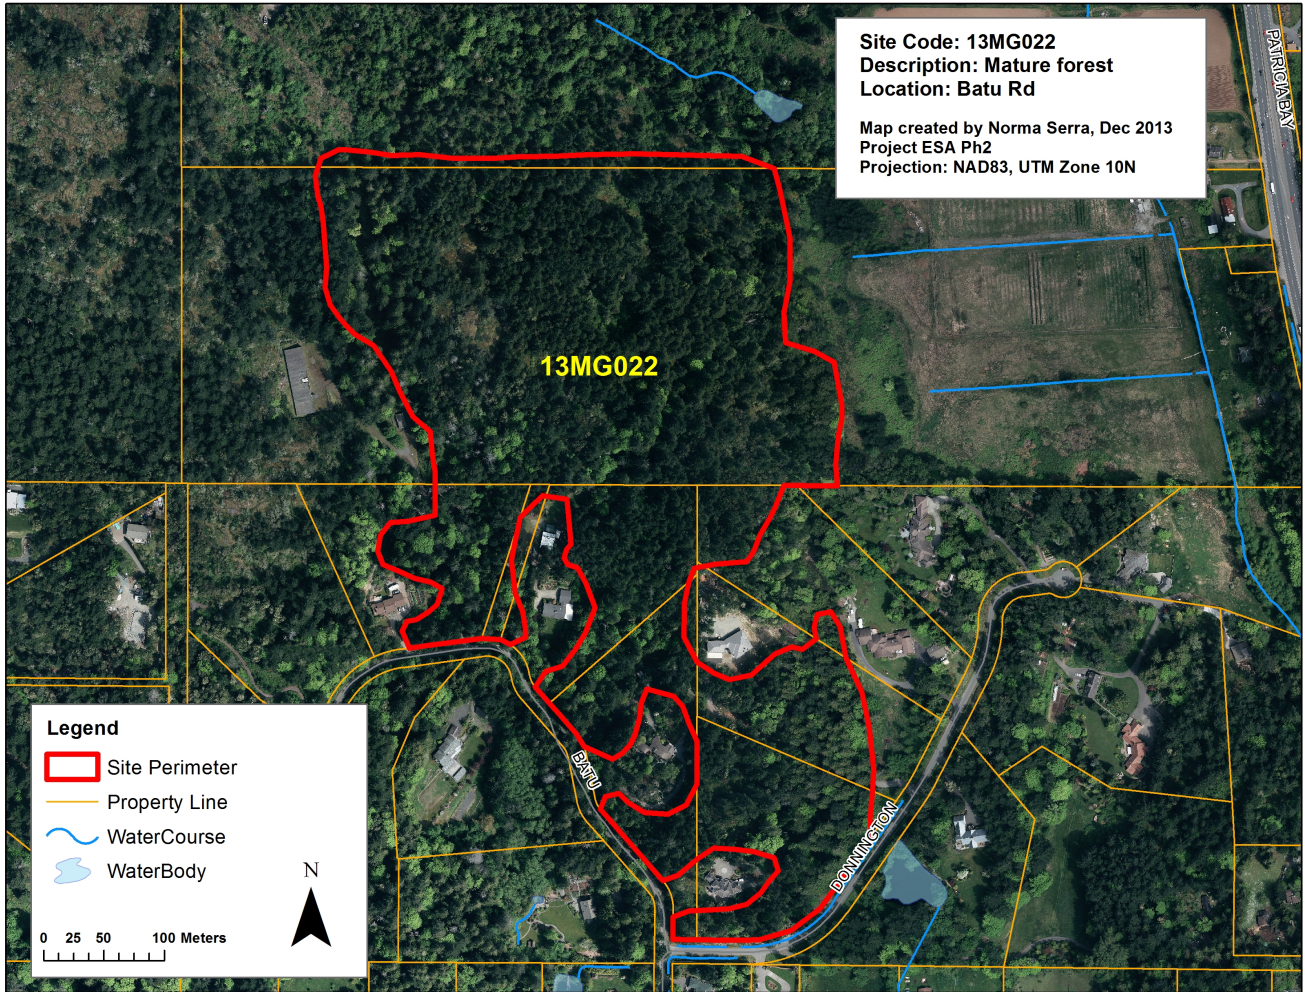 Site Code: 13MG022
Description: Mature forest
Location: Batu Rd
Map created by Norma Serra, Dec 2013
Project ESA Ph2
Projection: NAD83, UTM Zone 10N
PATRICIA BAY
13MG022
BATU
DONNINGTON
Legend
Site Perimeter
Property Line
WaterCourse
WaterBody
N
0 25 50 100 Meters